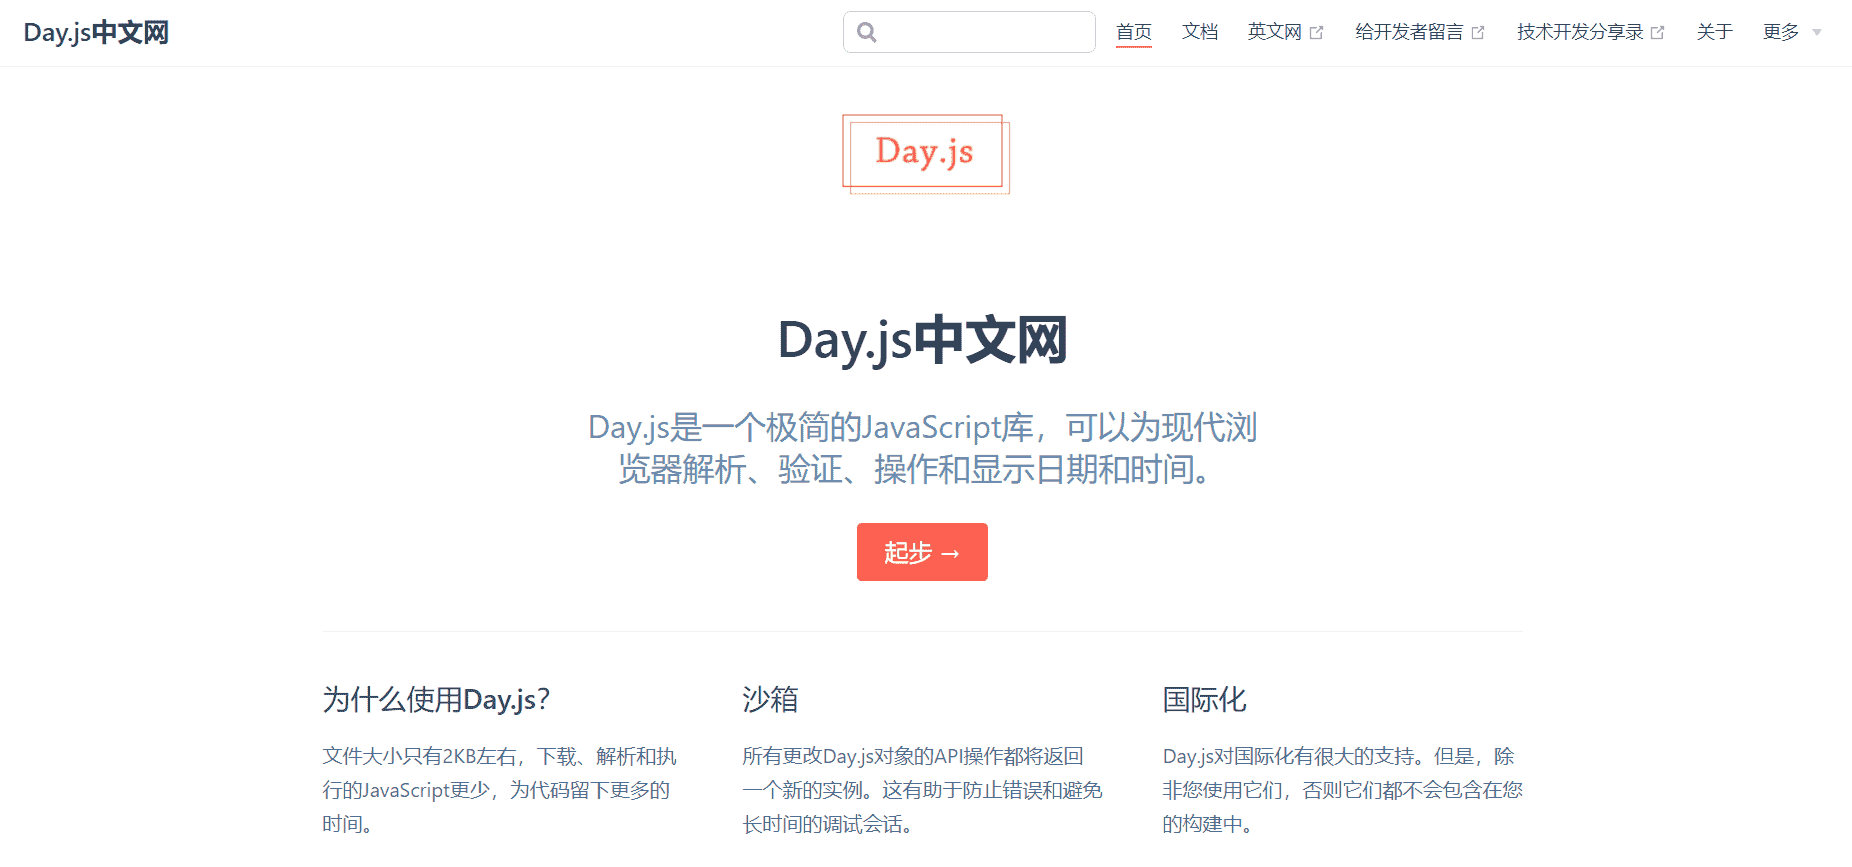 Day.js中文网
首页 文档 英文网 给开发者留言 技术开发分享录 关于 更多
Day.js
Day.js中文网
Day.js是一个极简的JavaScript库，可以为现代浏
览器解析、验证、操作和显示日期和时间。
起步 →
为什么使用Day.js？
文件大小只有2KB左右，下载、解析和执
行的JavaScript更少，为代码留下更多的
时间。
沙箱
所有更改Day.js对象的API操作都将返回
一个新的实例。这有助于防止错误和避免
长时间的调试会话。
国际化
Day.js对国际化有很大的支持。但是，除
非您使用它们，否则它们都不会包含在您
的构建中。